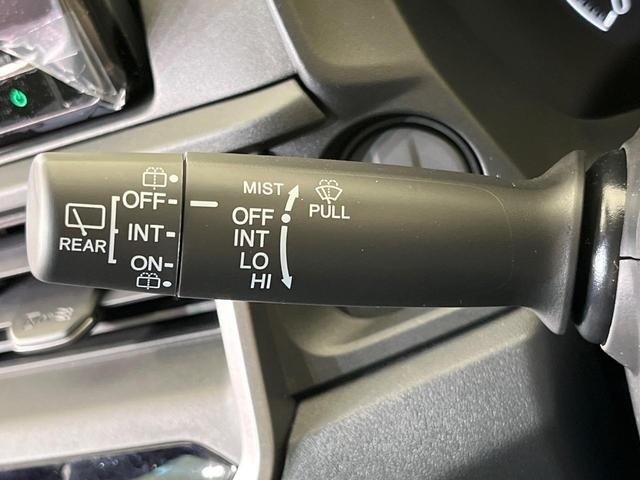 OFF
INT
ON
REAR
MIST
OFF
INT
LO
HI
PULL